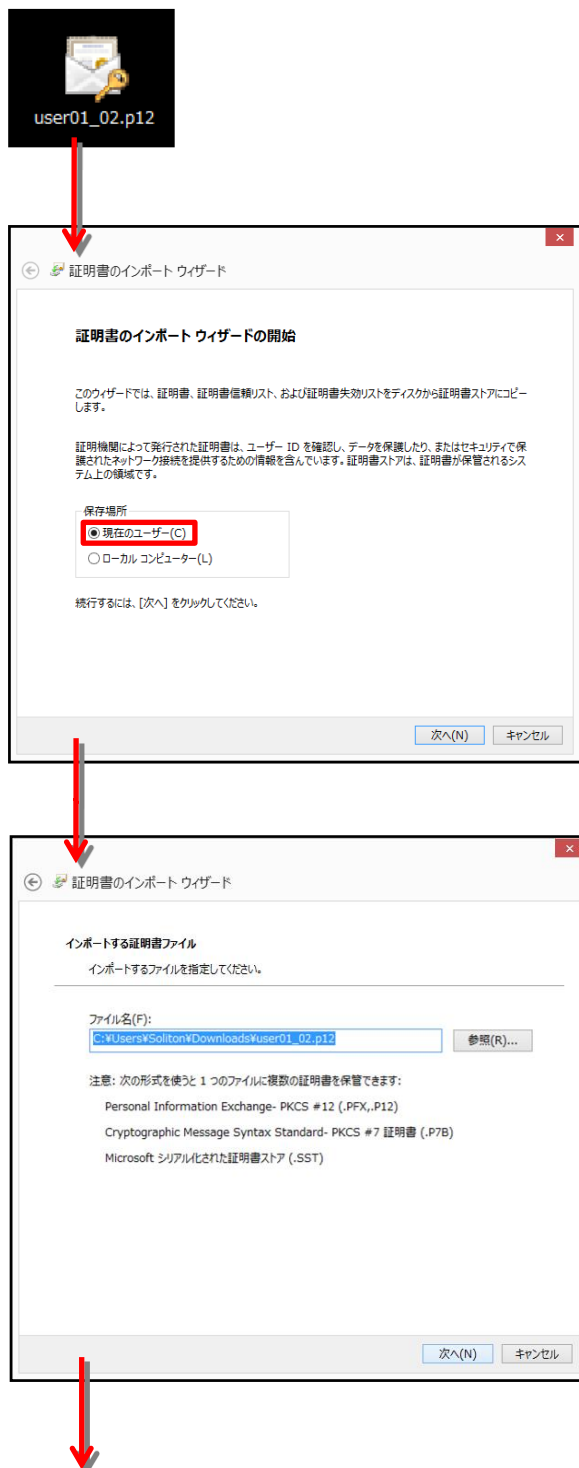 user01_02.p12
証明書のインポート ウィザード
証明書のインポート ウィザードの開始
このウィザードでは、証明書、証明書信頼リスト、および証明書失効リストをディスクから証明書ストアにコピー
します。
証明機関によって発行された証明書は、ユーザー ID を確認し、データを保護したり、またはセキュリティで保
護されたネットワーク接続を提供するための情報を含んでいます。証明書ストアは、証明書が保管されるシス
テム上の領域です。
保存場所
現在のユーザー(C)
ローカル コンピューター(L)
続行するには、[次へ] をクリックしてください。
次へ(N) キャンセル
証明書のインポート ウィザード
インポートする証明書ファイル
インポートするファイルを指定してください。
ファイル名(F):
C:¥Users¥Soliton¥Downloads¥user01_02.p12 参照(R)...
注意: 次の形式を使うと 1 つのファイルに複数の証明書を保管できます:
Personal Information Exchange- PKCS #12 (.PFX,.P12)
Cryptographic Message Syntax Standard- PKCS #7 証明書 (.P7B)
Microsoft シリアル化された証明書ストア (.SST)
次へ(N) キャンセル